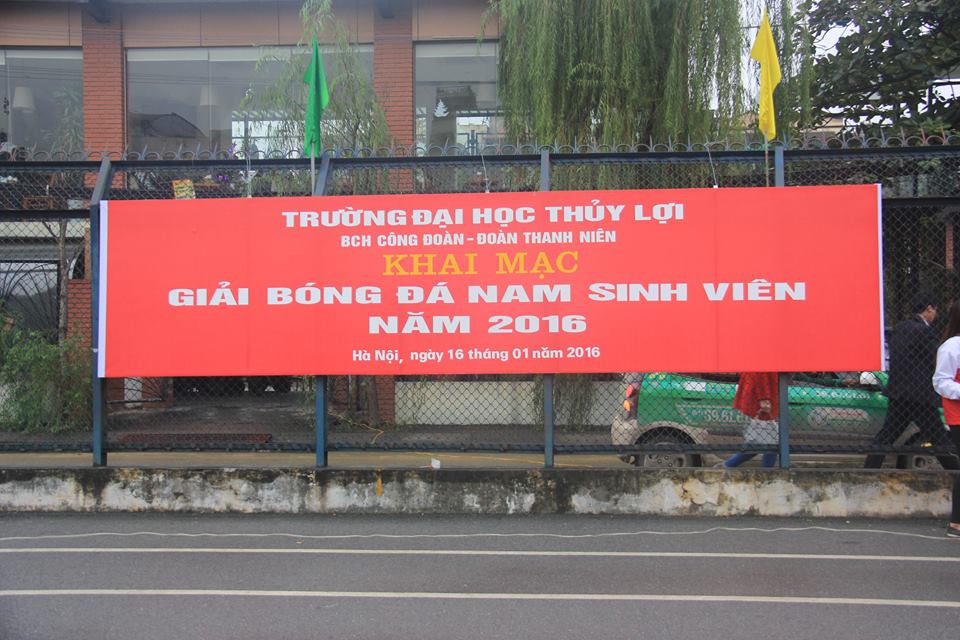 TRƯỜNG ĐẠI HỌC THỦY LỢI
BCH CÔNG ĐOÀN - ĐOÀN THANH NIÊN
KHAI MẠC
GIẢI BÓNG ĐÁ NAM SINH VIÊN
NĂM 2016
Hà Nội, ngày 16 tháng 01 năm 2016